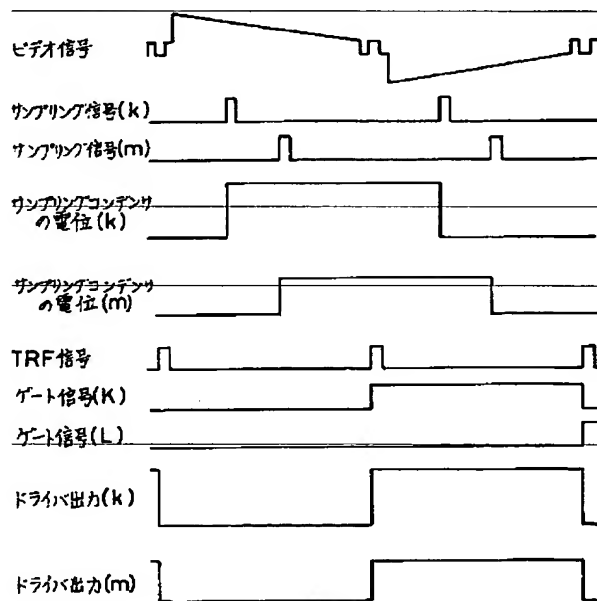 ビデオ信号
サンプリング信号(k)
サンプリング信号(m)
サンプリングコンデンサ
の電位(k)
サンプリングコンデンサ
の電位(m)
TRF信号
ゲート信号(K)
ゲート信号(L)
ドライバ出力(k)
ドライバ出力(m)